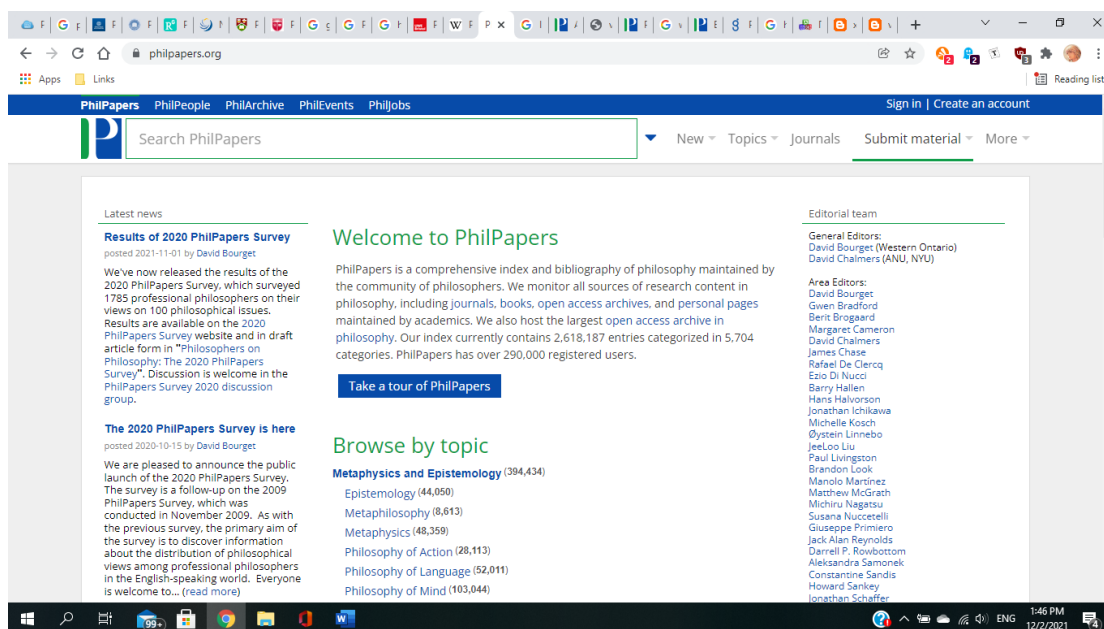 philpapers.org
Apps Links Reading list
PhilPapers PhilPeople PhilArchive PhilEvents PhilJobs Sign in | Create an account
Search PhilPapers New Topics Journals Submit material More
Latest news
Results of 2020 PhilPapers Survey
posted 2021-11-01 by David Bourget
We've now released the results of the
2020 PhilPapers Survey, which surveyed
1785 professional philosophers on their
views on 100 philosophical issues.
Results are available on the 2020
PhilPapers Survey website and in draft
article form in "Philosophers on
Philosophy: The 2020 PhilPapers
Survey". Discussion is welcome in the
PhilPapers Survey 2020 discussion
group.
The 2020 PhilPapers Survey is here
posted 2020-10-15 by David Bourget
We are pleased to announce the public
launch of the 2020 PhilPapers Survey.
The survey is a follow-up on the 2009
PhilPapers Survey, which was
conducted in November 2009. As with
the previous survey, the primary aim of
the survey is to discover information
about the distribution of philosophical
views among professional philosophers
in the English-speaking world. Everyone
is welcome to... (read more)
Welcome to PhilPapers
PhilPapers is a comprehensive index and bibliography of philosophy maintained by
the community of philosophers. We monitor all sources of research content in
philosophy, including journals, books, open access archives, and personal pages
maintained by academics. We also host the largest open access archive in
philosophy. Our index currently contains 2,618,187 entries categorized in 5,704
categories. PhilPapers has over 290,000 registered users.
Take a tour of PhilPapers
Browse by topic
Metaphysics and Epistemology (394,434)
Epistemology (44,050)
Metaphilosophy (8,613)
Metaphysics (48,359)
Philosophy of Action (28,113)
Philosophy of Language (52,011)
Philosophy of Mind (103,044)
Editorial team
General Editors:
David Bourget (Western Ontario)
David Chalmers (ANU, NYU)
Area Editors:
David Bourget
Gwen Bradford
Berit Brogaard
Margaret Cameron
David Chalmers
James Chase
Rafael De Clercq
Ezio Di Nucci
Barry Hallen
Hans Halvorson
Jonathan Ichikawa
Michelle Kosch
Øystein Linnebo
JeeLoo Liu
Paul Livingston
Brandon Look
Manolo Martínez
Matthew McGrath
Michiru Nagatsu
Susana Nuccetelli
Giuseppe Primiero
Jack Alan Reynolds
Darrell P. Rowbottom
Aleksandra Samonek
Constantine Sandis
Howard Sankey
Jonathan Schaffer
99+ ENG 1:46 PM
12/2/2021